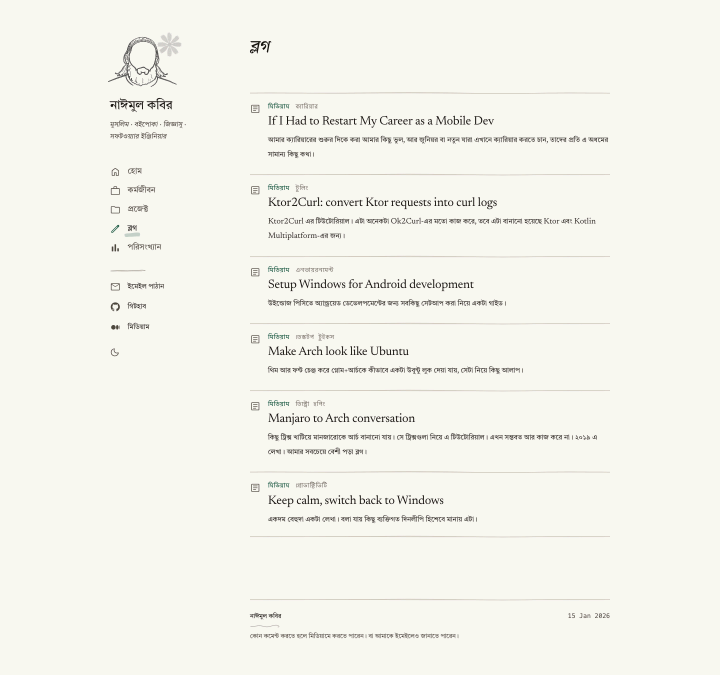 নাঈমুল কবির
মুসলিম · বইপোকা · জিজ্ঞাসু ·
সফটওয়্যার ইঞ্জিনিয়ার
হোম
কর্মজীবন
প্রজেক্ট
ব্লগ
পরিসংখ্যান
ইমেইল পাঠান
গিটহাব
মিডিয়াম
ব্লগ
মিডিয়াম ক্যারিয়ার
If I Had to Restart My Career as a Mobile Dev
আমার ক্যারিয়ারের শুরুর দিকে করা আমার কিছু ভুল, আর জুনিয়র বা নতুন যারা এখানে ক্যারিয়ার করতে চান, তাদের প্রতি এ অধমের
সামান্য কিছু কথা।
মিডিয়াম টুলিং
Ktor2Curl: convert Ktor requests into curl logs
Ktor2Curl এর টিউটোরিয়াল। এটা অনেকটা Ok2Curl-এর মতো কাজ করে, তবে এটা বানানো হয়েছে Ktor এবং Kotlin
Multiplatform-এর জন্য।
মিডিয়াম এনভায়রনমেন্ট
Setup Windows for Android development
উইন্ডোজ পিসিতে অ্যান্ড্রয়েড ডেভেলপমেন্টের জন্য সবকিছু সেটআপ করা নিয়ে একটা গাইড।
মিডিয়াম ডেস্কটপ টুইকস
Make Arch look like Ubuntu
থিম আর ফন্ট চেঞ্জ করে গ্নোম+আর্চকে কীভাবে একটা উবুন্টু লুক দেয়া যায়, সেটা নিয়ে কিছু আলাপ।
মিডিয়াম ডিস্ট্রো হপিং
Manjaro to Arch conversation
কিছু ট্রিক্স খাটিয়ে মানজারোকে আর্চ বানানো যায়। সে ট্রিক্সগুলা নিয়ে এ টিউটোরিয়াল। এখন সম্ভবত আর কাজ করে না। ২০১৯ এ
লেখা। আমার সবচেয়ে বেশী পড়া ব্লগ।
মিডিয়াম প্রোডাক্টিভিটি
Keep calm, switch back to Windows
একদম বেহুদা একটা লেখা। বলা যায় কিছু ব্যক্তিগত দিনলীপি হিশেবে মানায় এটা।
নাঈমুল কবির
15 Jan 2026
কোন কমেন্ট করতে হলে মিডিয়ামে করতে পারেন। বা আমাকে ইমেইলেও জানাতে পারেন।